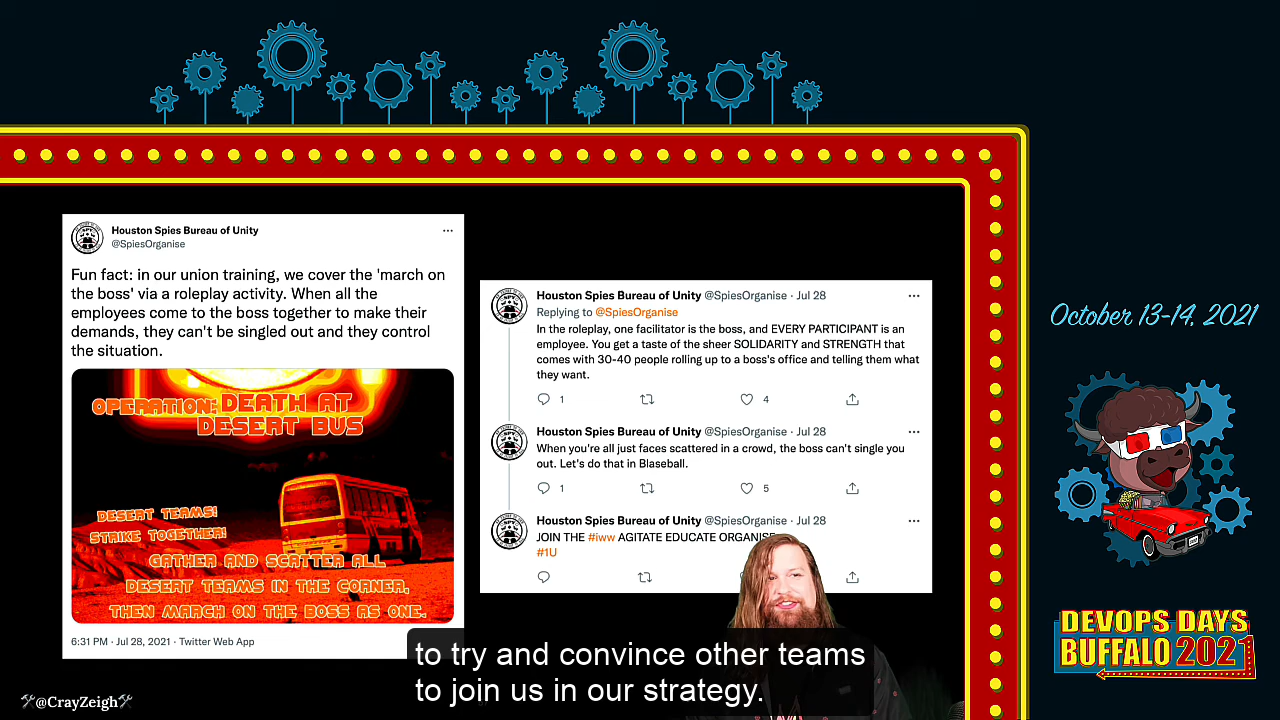 Houston Spies Bureau of Unity
@SpiesOrganise
Fun fact: in our union training, we cover the 'march on
the boss' via a roleplay activity. When all the
employees come to the boss together to make their
demands, they can't be singled out and they control
the situation.
OPERATION: DEATH AT
DESERT BUS
DESERT TEAMS:
STRIKE TOGETHER!
GATHER AND SCATTER ALL
DESERT TEAMS IN THE CORNER,
THEN MARCH ON THE BOSS AS ONE.
6:31 PM · Jul 28, 2021 · Twitter Web App
Houston Spies Bureau of Unity @SpiesOrganise · Jul 28
Replying to @SpiesOrganise
In the roleplay, one facilitator is the boss, and EVERY PARTICIPANT is an
employee. You get a taste of the sheer SOLIDARITY and STRENGTH that
comes with 30-40 people rolling up to a boss's office and telling them what
they want.
1 4
Houston Spies Bureau of Unity @SpiesOrganise · Jul 28
When you're all just faces scattered in a crowd, the boss can't single you
out. Let's do that in Blaseball.
1 5
Houston Spies Bureau of Unity @SpiesOrganise · Jul 28
JOIN THE #iww AGITATE EDUCATE ORGANISE
#1U
to try and convince other teams
to join us in our strategy.
@CrayZeigh
October 13-14, 2021
DEVOPS DAYS
BUFFALO 2021